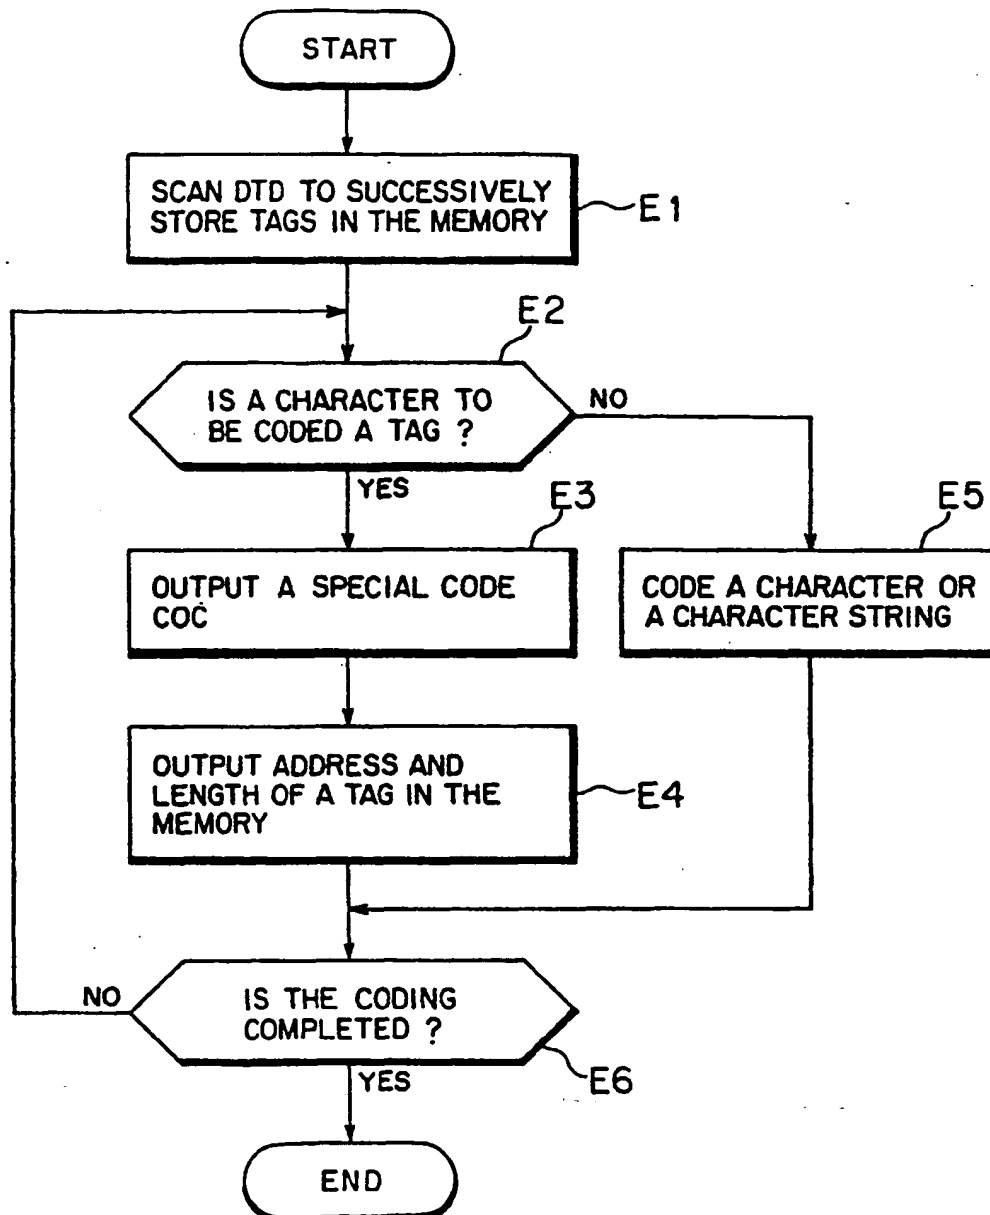 START
SCAN DTD TO SUCCESSIVELY
STORE TAGS IN THE MEMORY
E1
E2
IS A CHARACTER TO
BE CODED A TAG ?
NO
YES
E3
OUTPUT A SPECIAL CODE
COC
E5
CODE A CHARACTER OR
A CHARACTER STRING
OUTPUT ADDRESS AND
LENGTH OF A TAG IN THE
MEMORY
E4
NO
IS THE CODING
COMPLETED ?
E6
YES
END